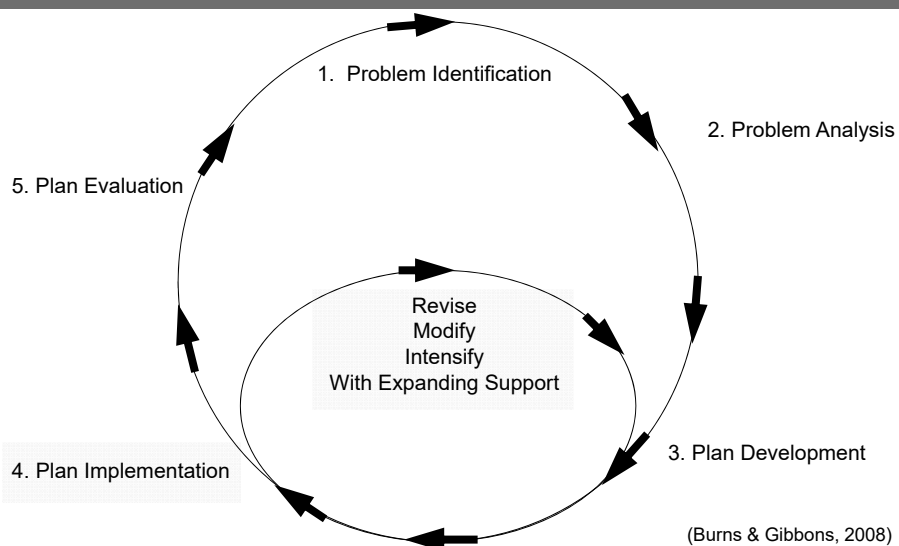 1. Problem Identification
2. Problem Analysis
5. Plan Evaluation
Revise
Modify
Intensify
With Expanding Support
3. Plan Development
4. Plan Implementation
(Burns & Gibbons, 2008)